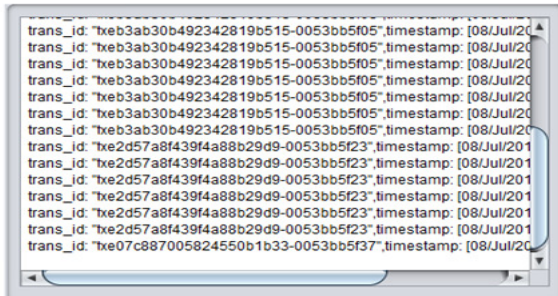 trans_id: "txeb3ab30b492342819b515-0053bb5f05",timestamp: [08/Jul/20
trans_id: "txeb3ab30b492342819b515-0053bb5f05",timestamp: [08/Jul/20
trans_id: "txeb3ab30b492342819b515-0053bb5f05",timestamp: [08/Jul/20
trans_id: "txeb3ab30b492342819b515-0053bb5f05",timestamp: [08/Jul/20
trans_id: "txeb3ab30b492342819b515-0053bb5f05",timestamp: [08/Jul/20
trans_id: "txeb3ab30b492342819b515-0053bb5f05",timestamp: [08/Jul/20
trans_id: "txeb3ab30b492342819b515-0053bb5f05",timestamp: [08/Jul/20
trans_id: "txe2d57a8f439f4a88b29d9-0053bb5f23",timestamp: [08/Jul/201
trans_id: "txe2d57a8f439f4a88b29d9-0053bb5f23",timestamp: [08/Jul/201
trans_id: "txe2d57a8f439f4a88b29d9-0053bb5f23",timestamp: [08/Jul/201
trans_id: "txe2d57a8f439f4a88b29d9-0053bb5f23",timestamp: [08/Jul/201
trans_id: "txe2d57a8f439f4a88b29d9-0053bb5f23",timestamp: [08/Jul/201
trans_id: "txe2d57a8f439f4a88b29d9-0053bb5f23",timestamp: [08/Jul/201
trans_id: "txe07c887005824550b1b33-0053bb5f37",timestamp: [08/Jul/20